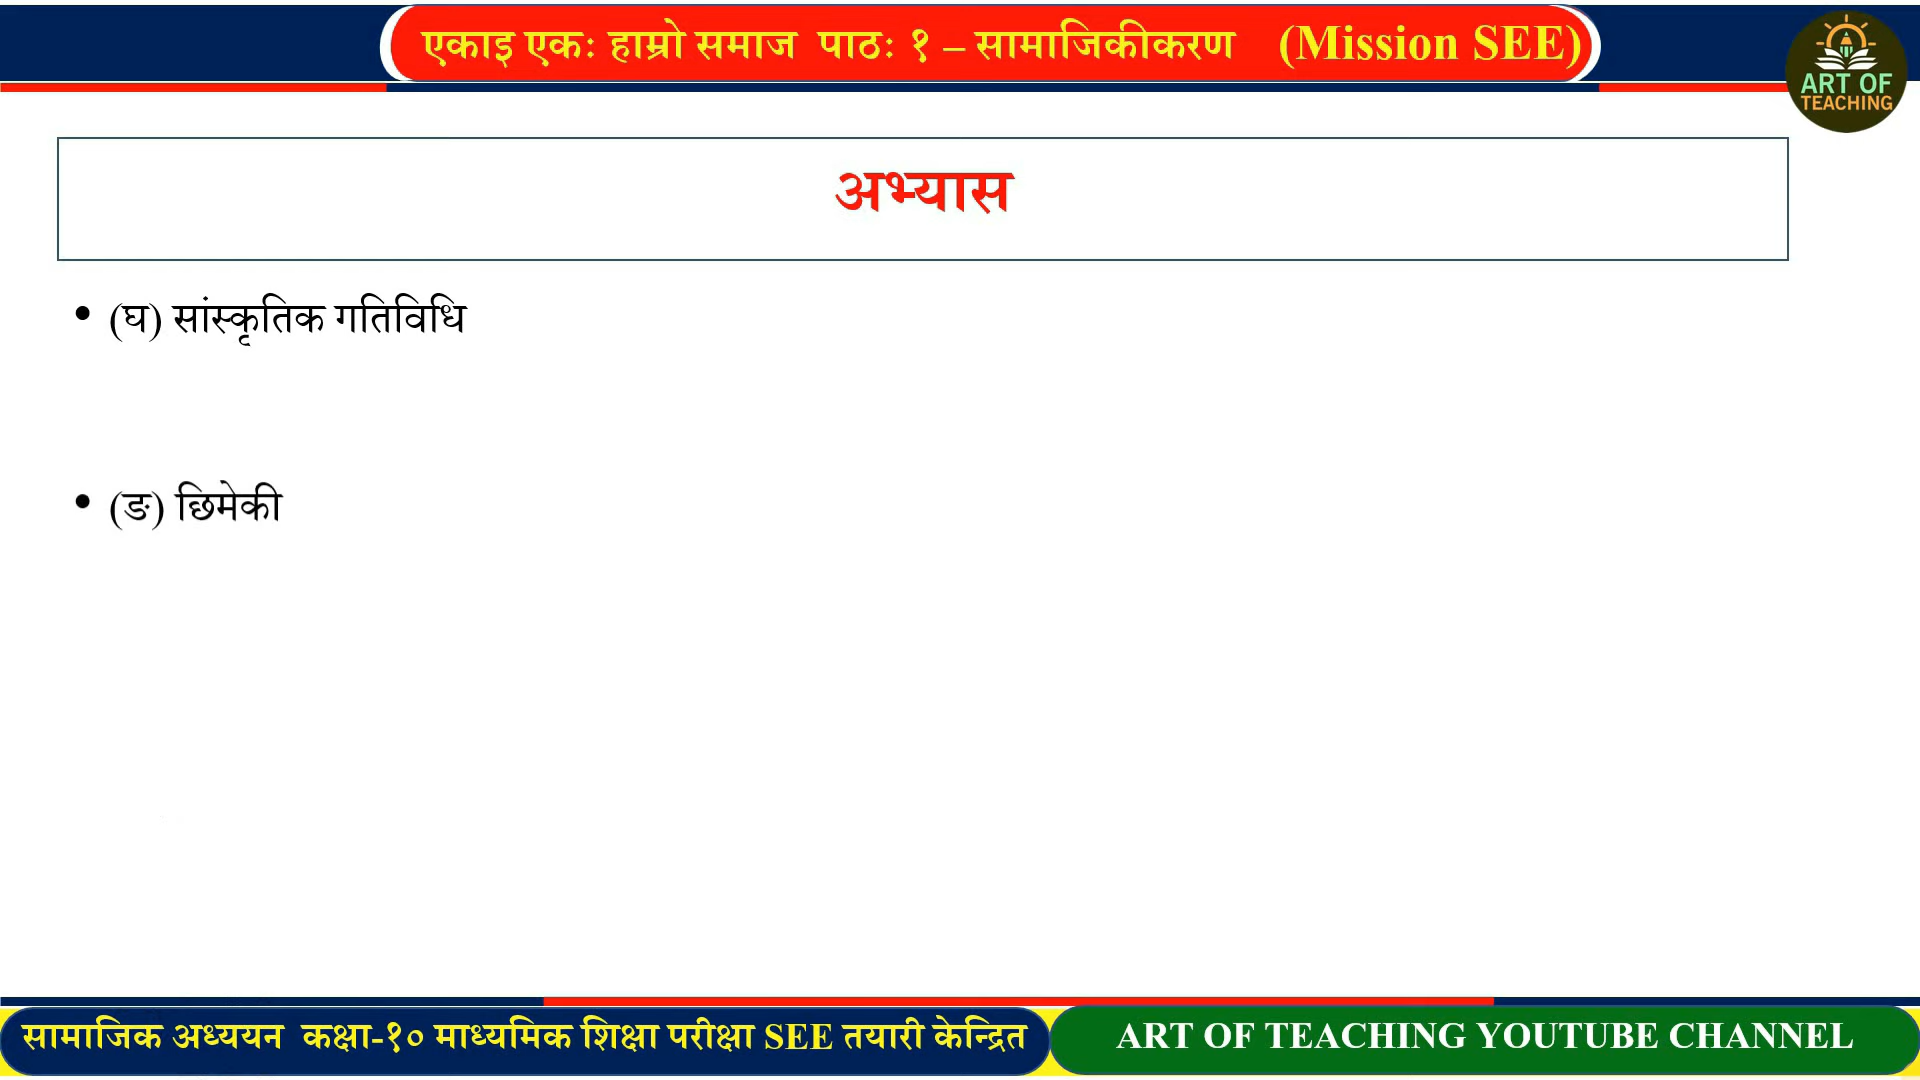 एकाइ एकः हाम्रो समाज पाठः १ – सामाजिकीकरण (Mission SEE)
ART OF
TEACHING
अभ्यास
• (घ) सांस्कृतिक गतिविधि
• (ङ) छिमेकी
सामाजिक अध्ययन कक्षा-१० माध्यमिक शिक्षा परीक्षा SEE तयारी केन्द्रित
ART OF TEACHING YOUTUBE CHANNEL